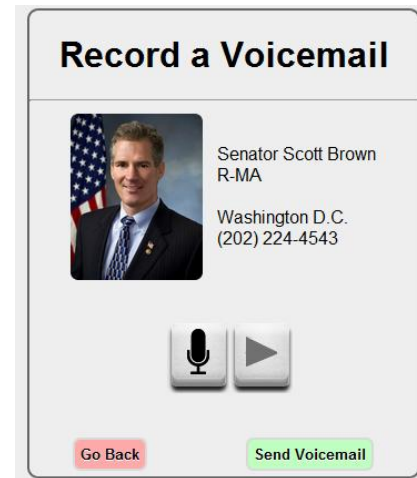 Record a Voicemail
Senator Scott Brown
R-MA
Washington D.C.
(202) 224-4543
Go Back
Send Voicemail